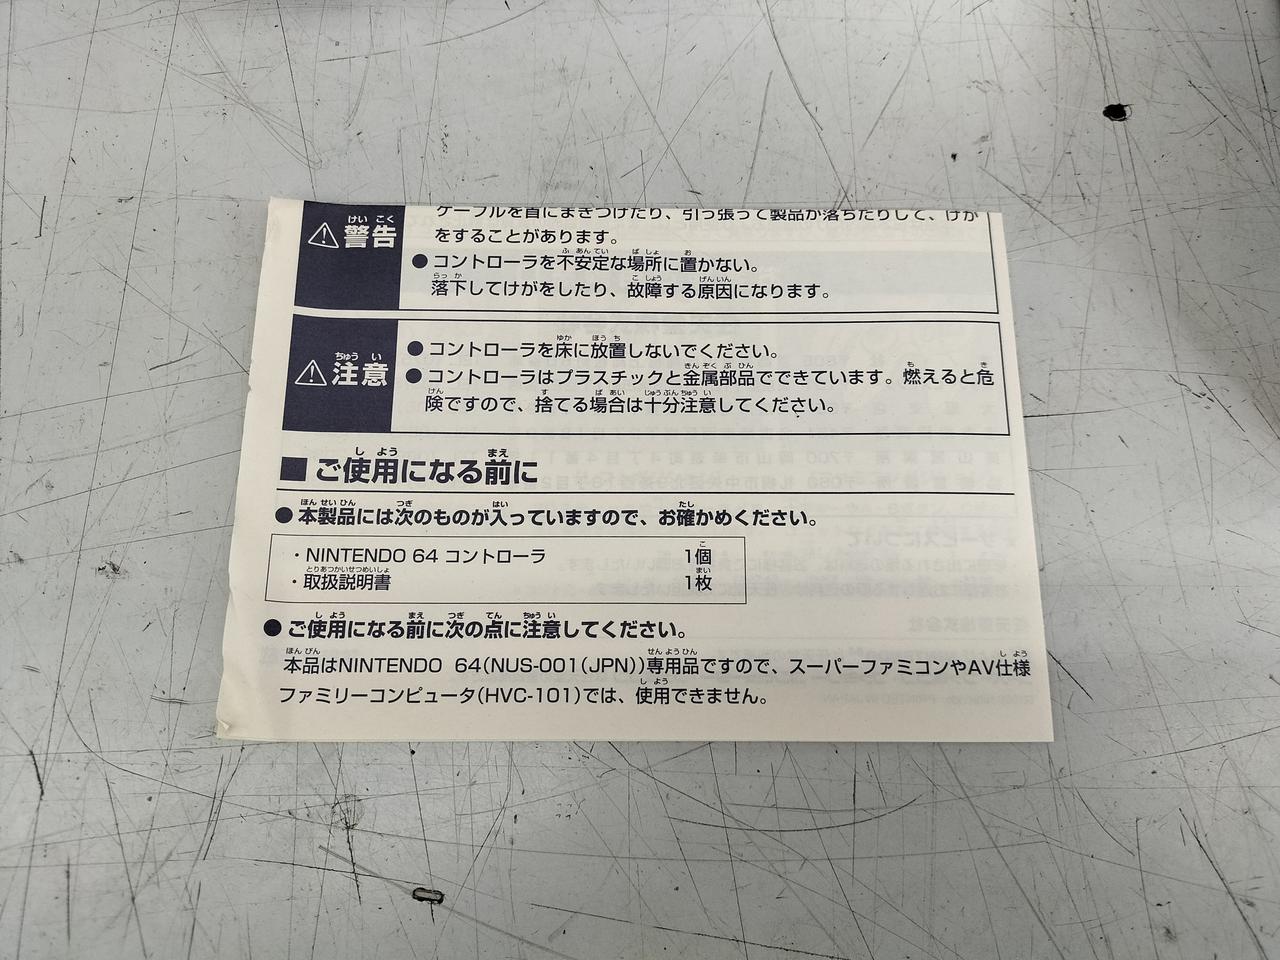 警告
ケーブルを首にまきつけたり、引っ張って製品が落ちたりして、けが
をすることがあります。
●コントローラを不安定な場所に置かない。
落下してけがをしたり、故障する原因になります。
注意
●コントローラを床に放置しないでください。
●コントローラはプラスチックと金属部品でできています。燃えると危
険ですので、捨てる場合は十分注意してください。
■ご使用になる前に
●本製品には次のものが入っていますので、お確かめください。
・NINTENDO 64 コントローラ 1個
・取扱説明書 1枚
●ご使用になる前に次の点に注意してください。
本品はNINTENDO 64(NUS-001(JPN))専用品ですので、スーパーファミコンやAV仕様
ファミリーコンピュータ(HVC-101)では、使用できません。